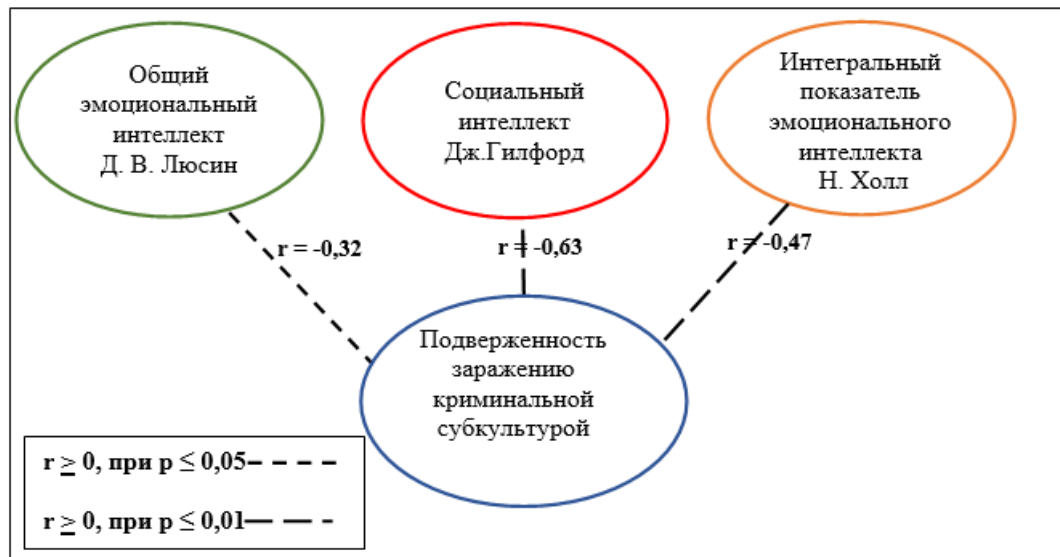 Общий
эмоциональный
интеллект
Д. В. Люсин
Социальный
интеллект
Дж.Гилфорд
Интегральный
показатель
эмоционального
интеллекта
Н. Холл
r = -0,32
r = -0,63
r = -0,47
Подверженность
заражению
криминальной
субкультурой
r ≥ 0, при p ≤ 0,05
r ≥ 0, при p ≤ 0,01